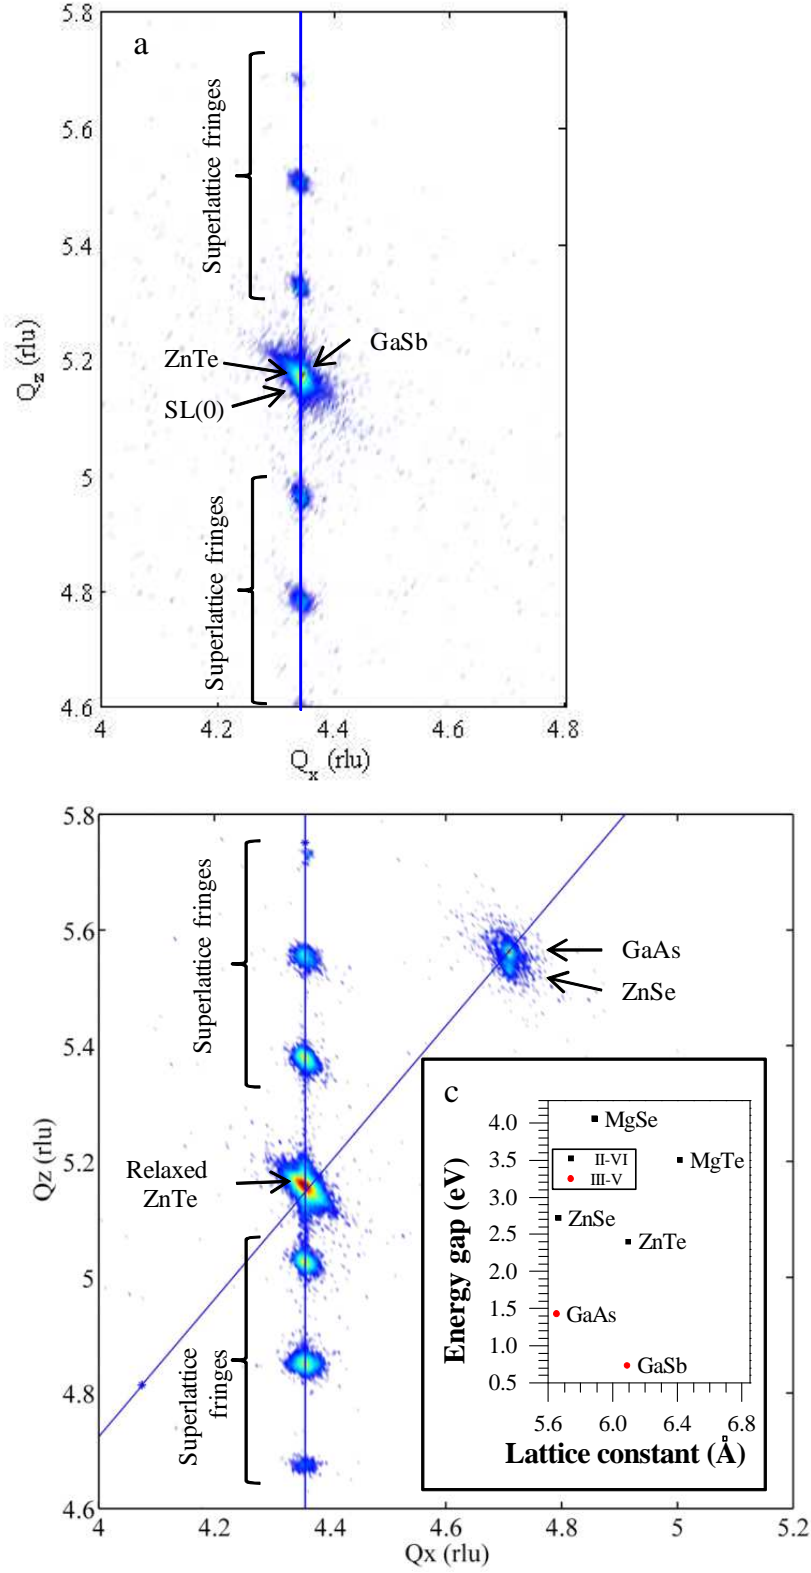 5.8
a
Superlattice fringes
5.6
5.4
Q_z (rlu)
5.2
ZnTe
GaSb
SL(0)
5
Superlattice fringes
4.8
4.6
4
4.2
4.4
4.6
4.8
Q_x (rlu)
5.8
Superlattice fringes
5.6
GaAs
ZnSe
5.4
Qz (rlu)
5.2
Relaxed
ZnTe
5
Superlattice
fringes
4.8
4.6
4
4.2
4.4
4.6
4.8
5
5.2
Qx (rlu)
c
Energy gap (eV)
4.0
3.5
3.0
2.5
2.0
1.5
1.0
0.5
MgSe
MgTe
II-VI
III-V
ZnSe
ZnTe
GaAs
GaSb
5.6
6.0
6.4
6.8
Lattice constant (Å)